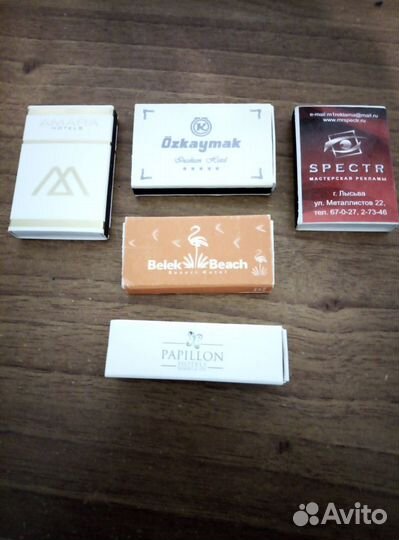 AMARA
HOTELS
Özkaymak
Incekum Hotel
e-mail:nr1reklama@mail.ru
www.mrspectr.ru
SPECTR
МАСТЕРСКАЯ РЕКЛАМЫ
г. Лысьва
ул. Металлистов 22,
тел. 67-0-27, 2-73-46
Belek Beach
Resort Hotel
PAPILLON
HOTELS
Avito